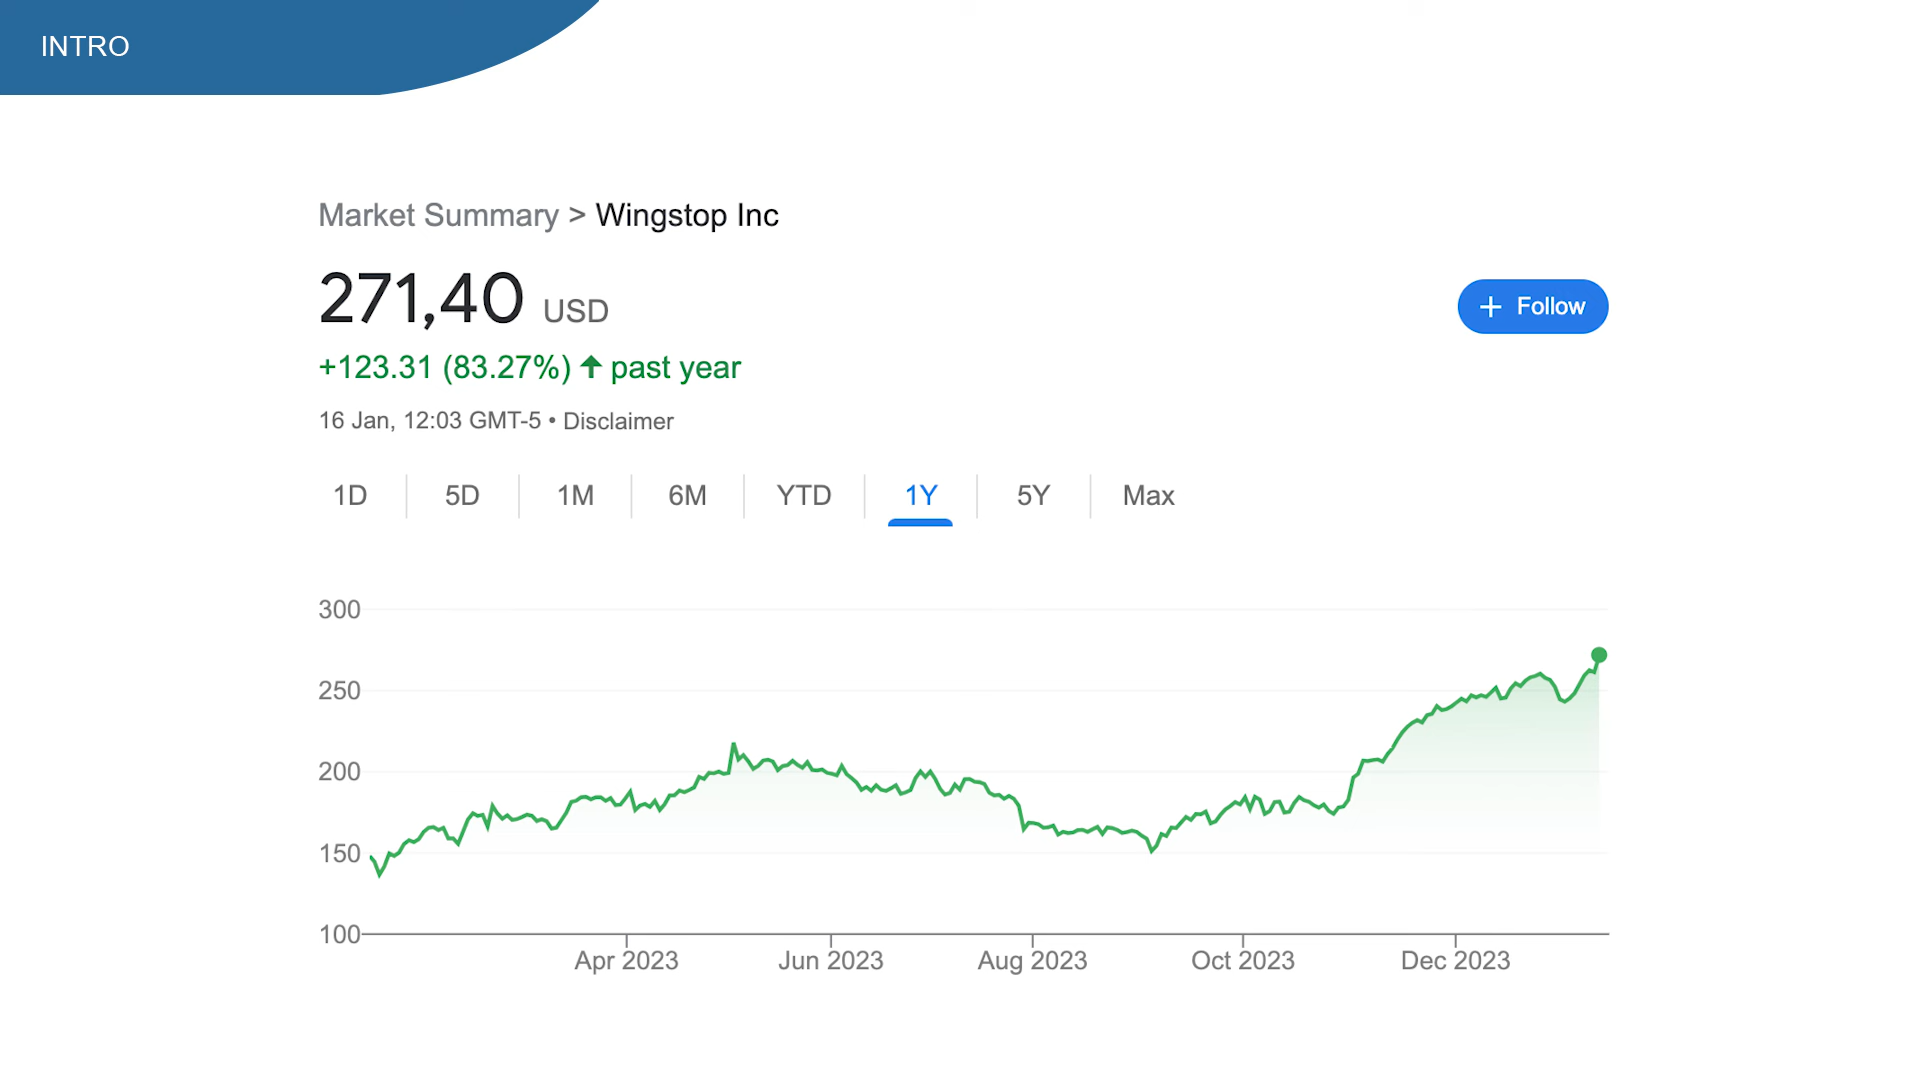 INTRO
Market Summary > Wingstop Inc
271,40 USD
+ Follow
+123.31 (83.27%) ↑ past year
16 Jan, 12:03 GMT-5 • Disclaimer
1D 5D 1M 6M YTD 1Y 5Y Max
300
250
200
150
100
Apr 2023 Jun 2023 Aug 2023 Oct 2023 Dec 2023